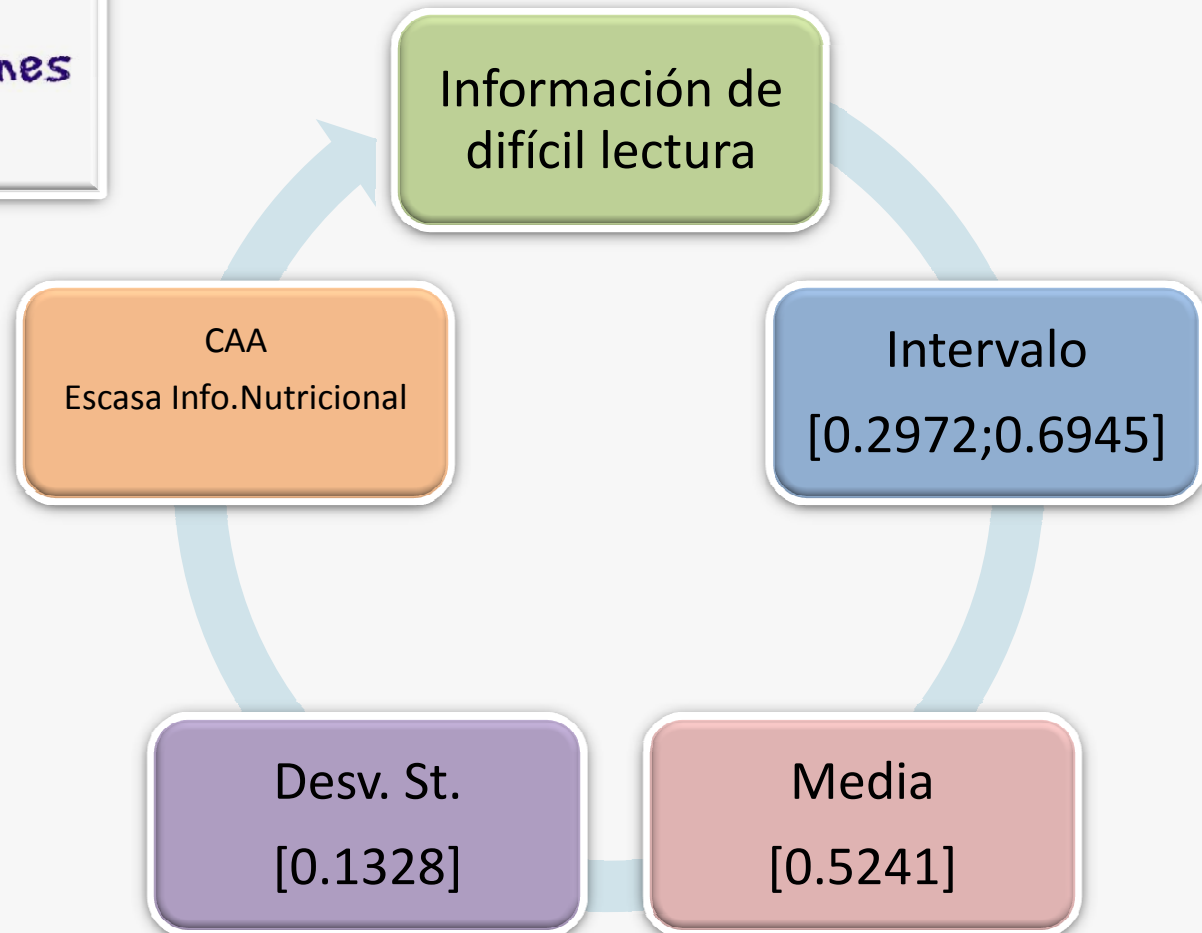 Información de
difícil lectura
Intervalo
[0.2972;0.6945]
Media
[0.5241]
Desv. St.
[0.1328]
CAA
Escasa Info.Nutricional